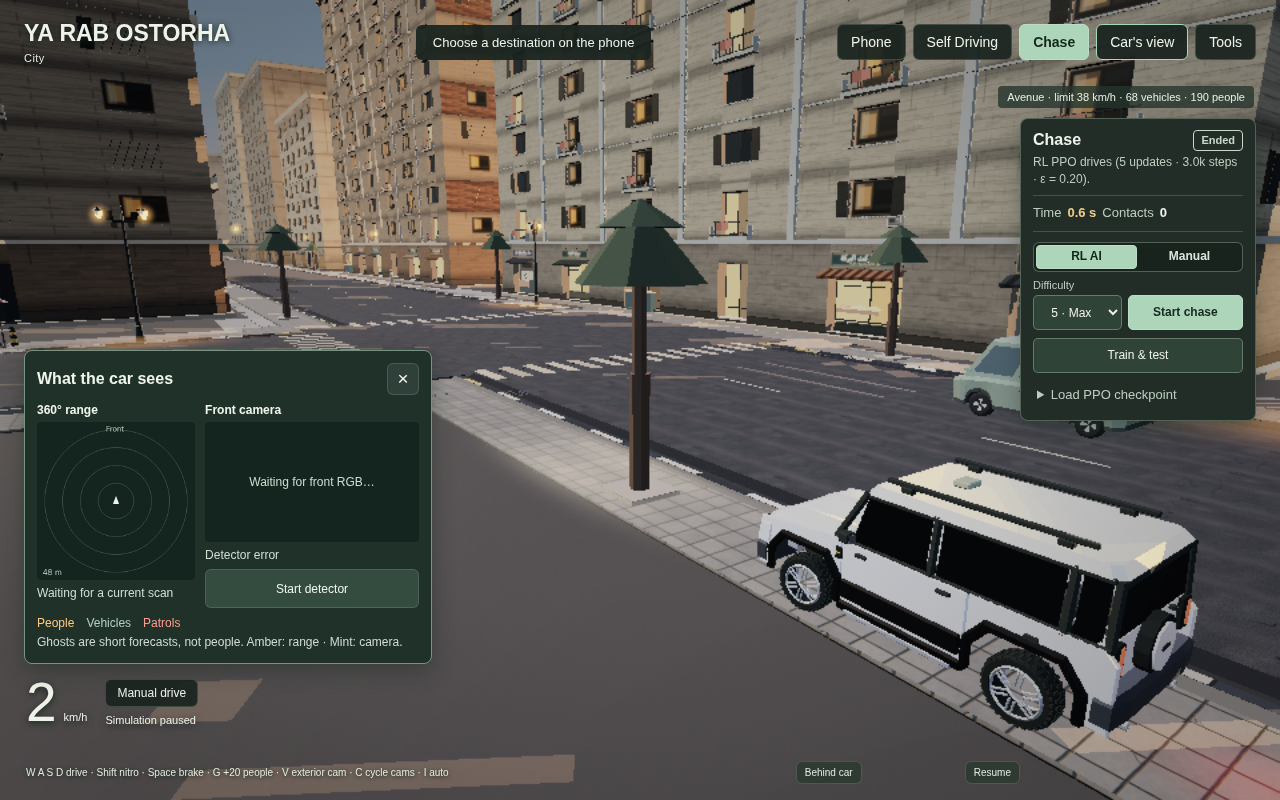 YA RAB OSTORHA
City
Choose a destination on the phone
Phone
Self Driving
Chase
Car's view
Tools
Avenue · limit 38 km/h · 68 vehicles · 190 people
Chase
Ended
RL PPO drives (5 updates · 3.0k steps
· ε = 0.20).
Time 0.6 s Contacts 0
RL AI
Manual
Difficulty
5 · Max
Start chase
Train & test
Load PPO checkpoint
What the car sees
×
360° range
Front camera
Front
48 m
Waiting for front RGB…
Waiting for a current scan
Detector error
Start detector
People Vehicles Patrols
Ghosts are short forecasts, not people. Amber: range · Mint: camera.
2 km/h
Manual drive
Simulation paused
W A S D drive · Shift nitro · Space brake · G +20 people · V exterior cam · C cycle cams · I auto
Behind car
Resume